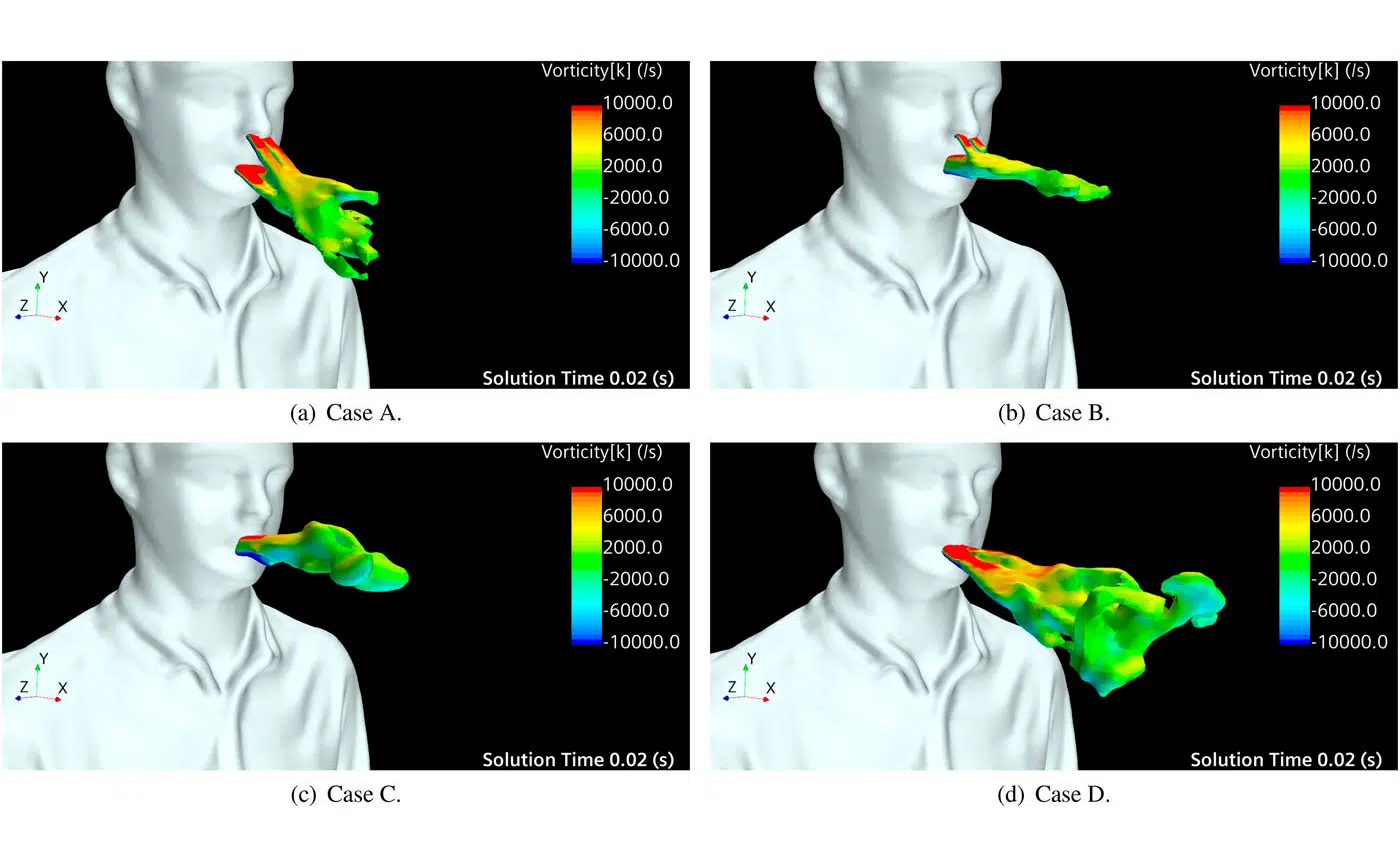 Vorticity[k] (/s)
10000.0
6000.0
2000.0
-2000.0
-6000.0
-10000.0
Y
Z X
Solution Time 0.02 (s)
(a) Case A.
Vorticity[k] (/s)
10000.0
6000.0
2000.0
-2000.0
-6000.0
-10000.0
Y
Z X
Solution Time 0.02 (s)
(b) Case B.
Vorticity[k] (/s)
10000.0
6000.0
2000.0
-2000.0
-6000.0
-10000.0
Y
Z X
Solution Time 0.02 (s)
(c) Case C.
Vorticity[k] (/s)
10000.0
6000.0
2000.0
-2000.0
-6000.0
-10000.0
Y
Z X
Solution Time 0.02 (s)
(d) Case D.